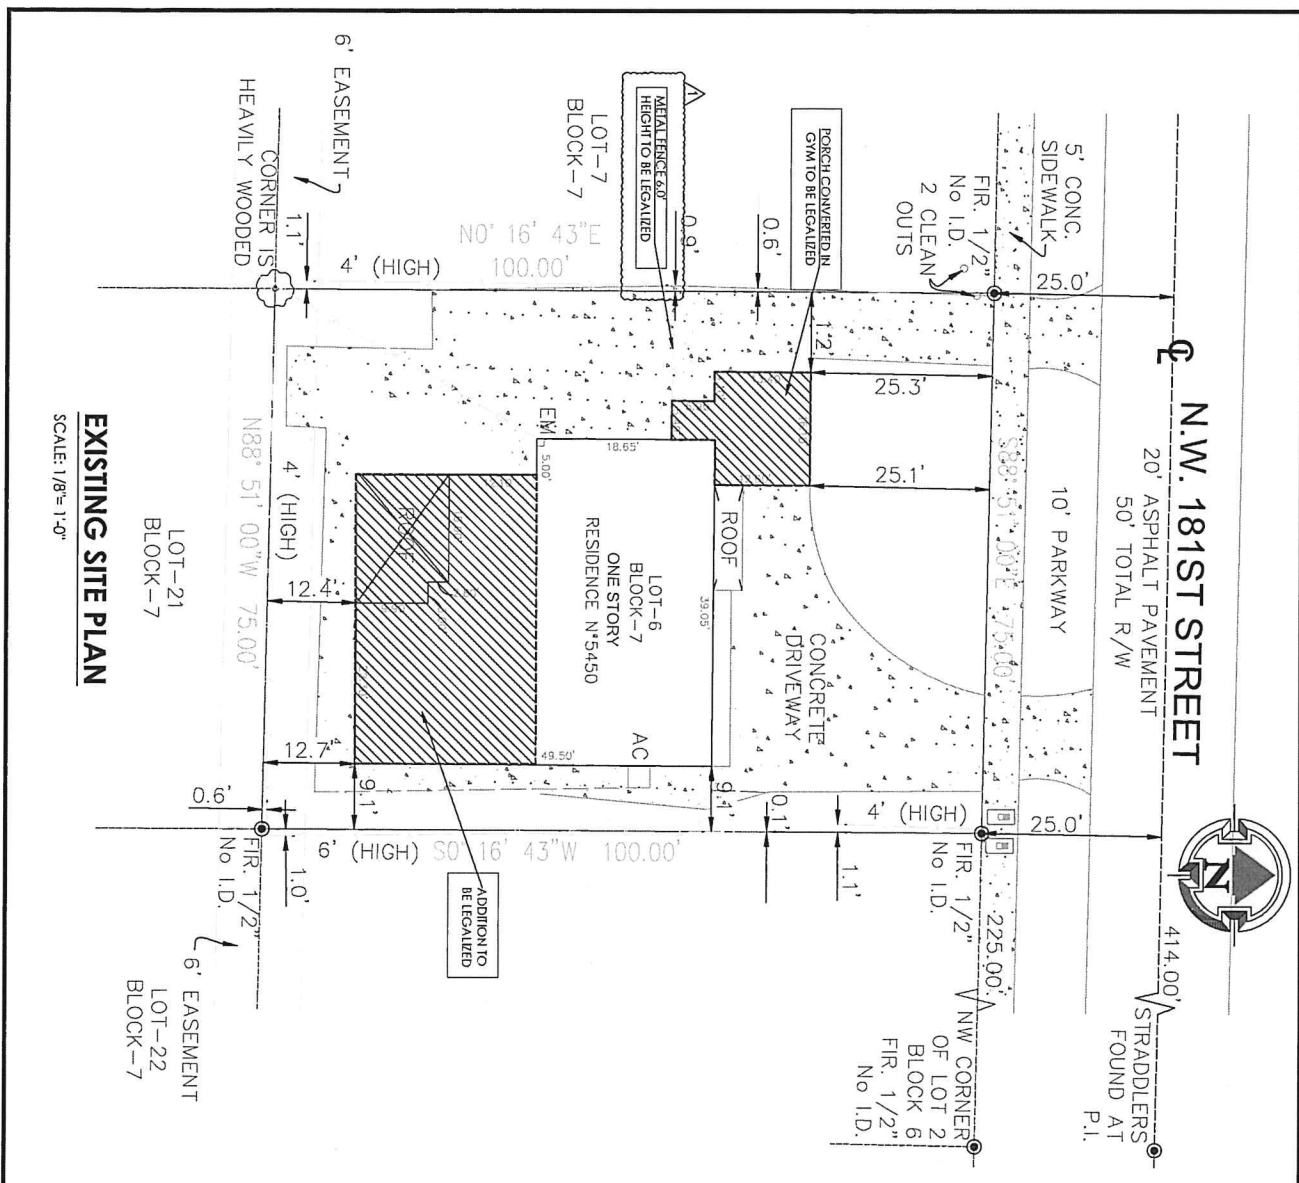 N.W. 181ST STREET
20' ASPHALT PAVEMENT
50' TOTAL R/W
N
414.00'
STRADDLERS
FOUND AT
P.I.
25.0'
25.0'
10' PARKWAY
5' CONC.
SIDEWALK
FIR. 1/2"
No I.D.
2 CLEAN
OUTS
S88° 51' 00"E 75.00'
FIR. 1/2"
No I.D.
225.00'
NW CORNER
OF LOT 2
BLOCK 6
FIR. 1/2"
No I.D.
25.3'
25.1'
1.2'
PORCH CONVERTED IN
GYM TO BE LEGALIZED
CONCRETE
DRIVEWAY
4' (HIGH)
1.1'
0.1'
9.1'
0.6'
0.9'
1
METAL FENCE 6.0'
HEIGHT TO BE LEGALIZED
LOT-7
BLOCK-7
ROOF
39.05'
18.65'
LOT-6
BLOCK-7
ONE STORY
RESIDENCE N°5450
AC
EM
5.00'
49.50'
N0° 16' 43"E
100.00'
4' (HIGH)
S0° 16' 43"W 100.00'
6' (HIGH)
ADDITION TO
BE LEGALIZED
ROOF
12.4'
12.7'
9.1'
1.1'
6' EASEMENT
CORNER IS
HEAVILY WOODED
4' (HIGH)
N88° 51' 00"W 75.00'
0.6'
1.0'
FIR. 1/2"
No I.D.
6' EASEMENT
LOT-22
BLOCK-7
LOT-21
BLOCK-7
EXISTING SITE PLAN
SCALE: 1/8"= 1'-0"